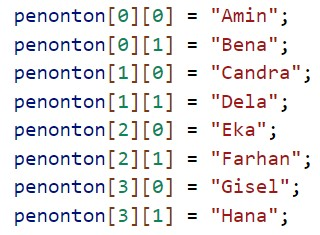 penonton[0][0] = "Amin";
penonton[0][1] = "Bena";
penonton[1][0] = "Candra";
penonton[1][1] = "Dela";
penonton[2][0] = "Eka";
penonton[2][1] = "Farhan";
penonton[3][0] = "Gisel";
penonton[3][1] = "Hana";